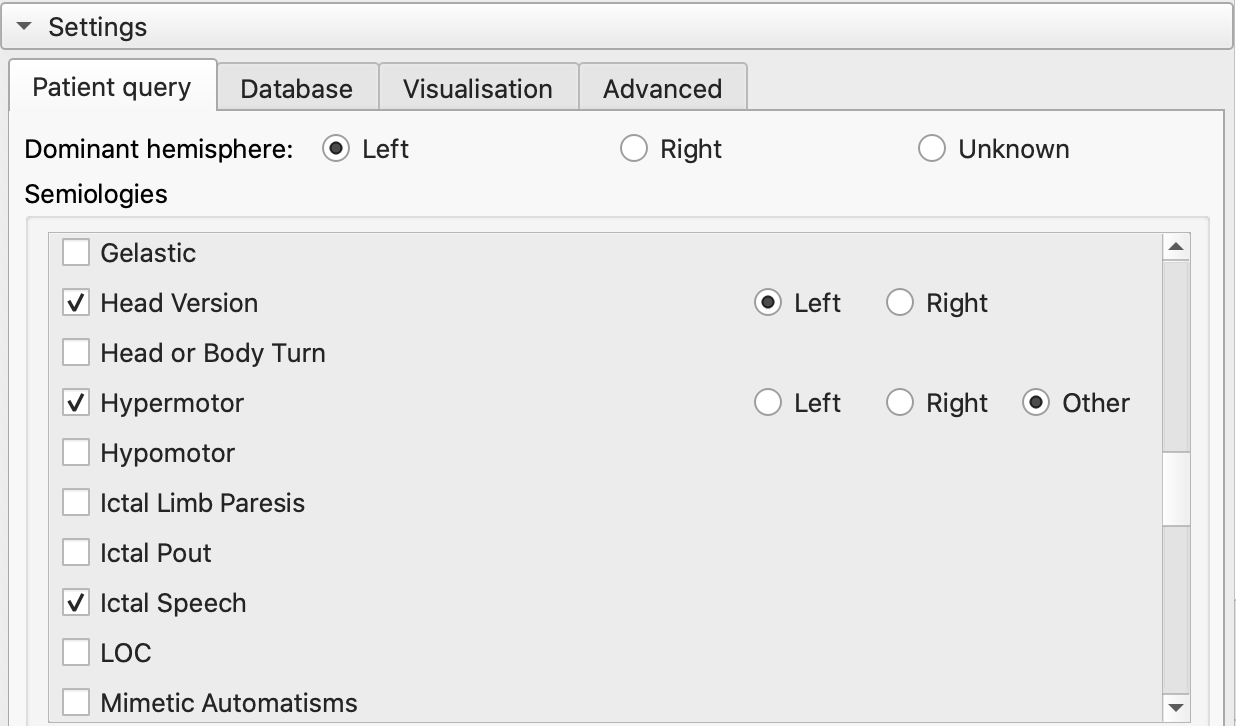 Settings
Patient query Database Visualisation Advanced
Dominant hemisphere: Left Right Unknown
Semiologies
Gelastic
Head Version Left Right
Head or Body Turn
Hypermotor Left Right Other
Hypomotor
Ictal Limb Paresis
Ictal Pout
Ictal Speech
LOC
Mimetic Automatisms